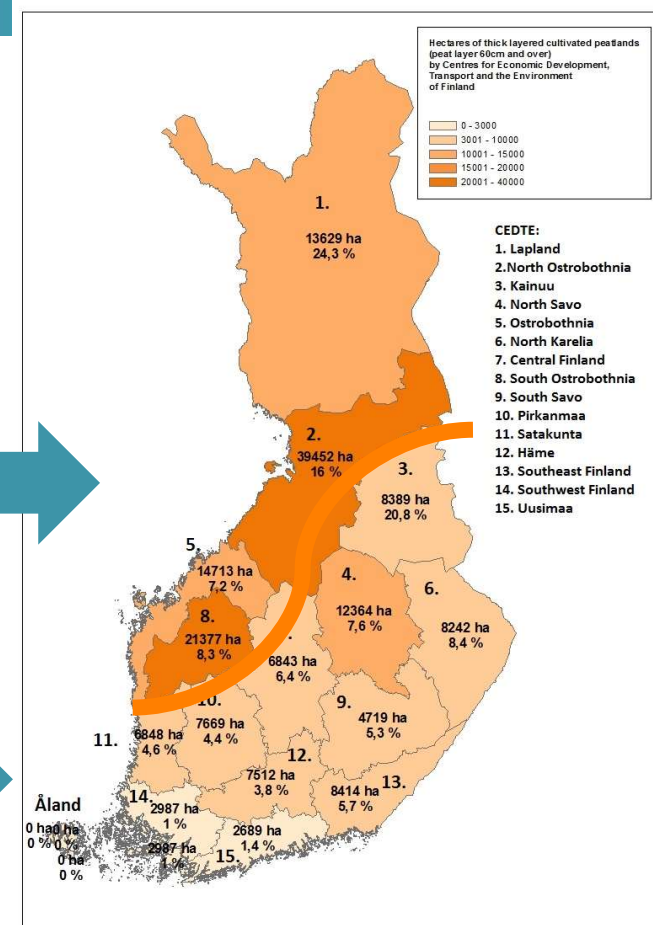 Hectares of thick layered cultivated peatlands
(peat layer 60cm and over)
by Centres for Economic Development,
Transport and the Environment
of Finland
0 - 3000
3001 - 10000
10001 - 15000
15001 - 20000
20001 - 40000
CEDTE:
1. Lapland
2.North Ostrobothnia
3. Kainuu
4. North Savo
5. Ostrobothnia
6. North Karelia
7. Central Finland
8. South Ostrobothnia
9. South Savo
10. Pirkanmaa
11. Satakunta
12. Häme
13. Southeast Finland
14. Southwest Finland
15. Uusimaa
1.
13629 ha
24,3 %
2.
39452 ha
16 %
3.
8389 ha
20,8 %
5.
14713 ha
7,2 %
4.
12364 ha
7,6 %
6.
8242 ha
8,4 %
8.
21377 ha
8,3 %
6843 ha
6,4 %
10.
7669 ha
4,4 %
9.
4719 ha
5,3 %
11.
6848 ha
4,6 %
12.
7512 ha
3,8 %
13.
8414 ha
5,7 %
14.
2987 ha
1 %
Åland
0 ha
0 %
0 ha
0 %
0 ha
0 %
2987 ha
1 %
15.
2689 ha
1,4 %